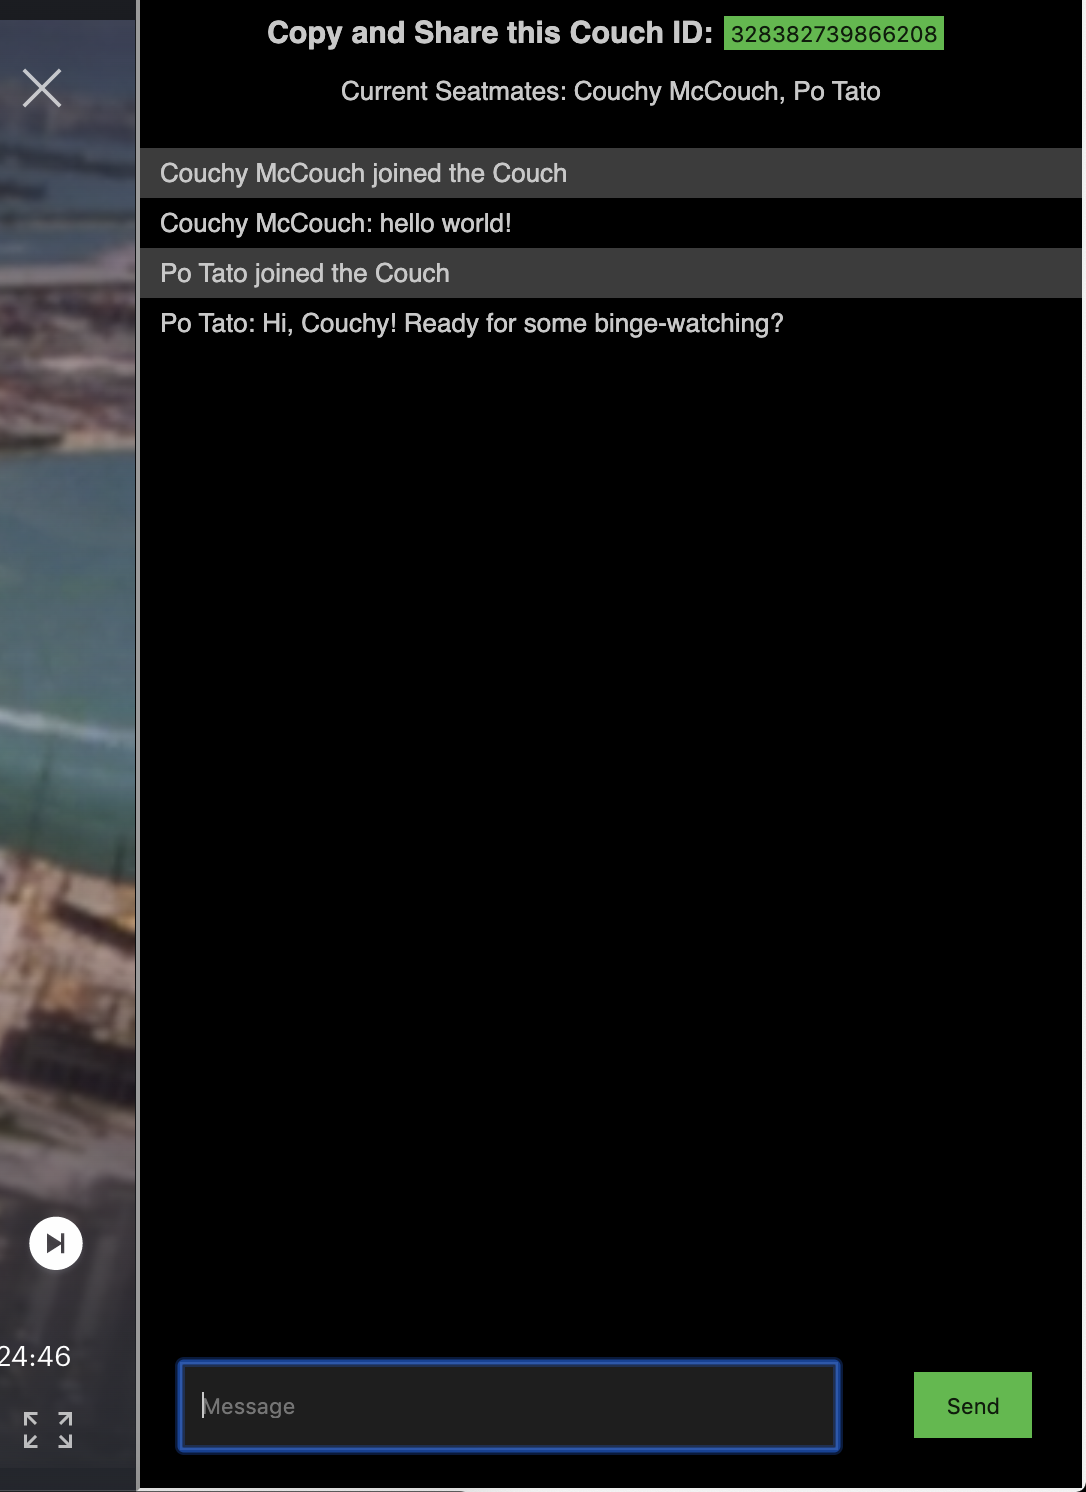 Copy and Share this Couch ID: 328382739866208
Current Seatmates: Couchy McCouch, Po Tato
Couchy McCouch joined the Couch
Couchy McCouch: hello world!
Po Tato joined the Couch
Po Tato: Hi, Couchy! Ready for some binge-watching?
24:46
Message
Send